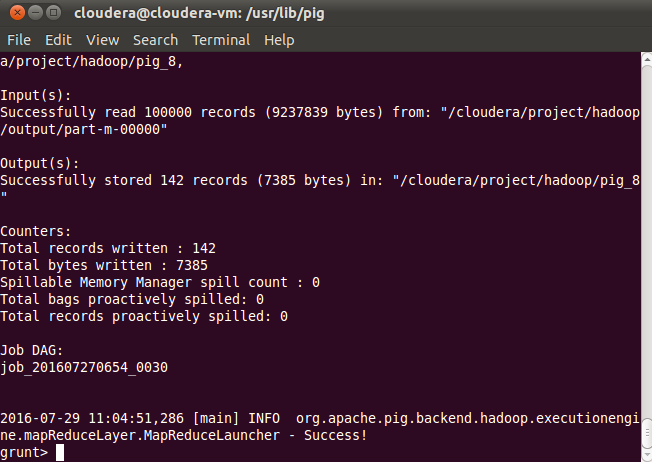 cloudera@cloudera-vm: /usr/lib/pig
File Edit View Search Terminal Help
a/project/hadoop/pig_8,
Input(s):
Successfully read 100000 records (9237839 bytes) from: "/cloudera/project/hadoop
/output/part-m-00000"
Output(s):
Successfully stored 142 records (7385 bytes) in: "/cloudera/project/hadoop/pig_8
"
Counters:
Total records written : 142
Total bytes written : 7385
Spillable Memory Manager spill count : 0
Total bags proactively spilled: 0
Total records proactively spilled: 0
Job DAG:
job_201607270654_0030
2016-07-29 11:04:51,286 [main] INFO  org.apache.pig.backend.hadoop.executionengi
ne.mapReduceLayer.MapReduceLauncher - Success!
grunt>